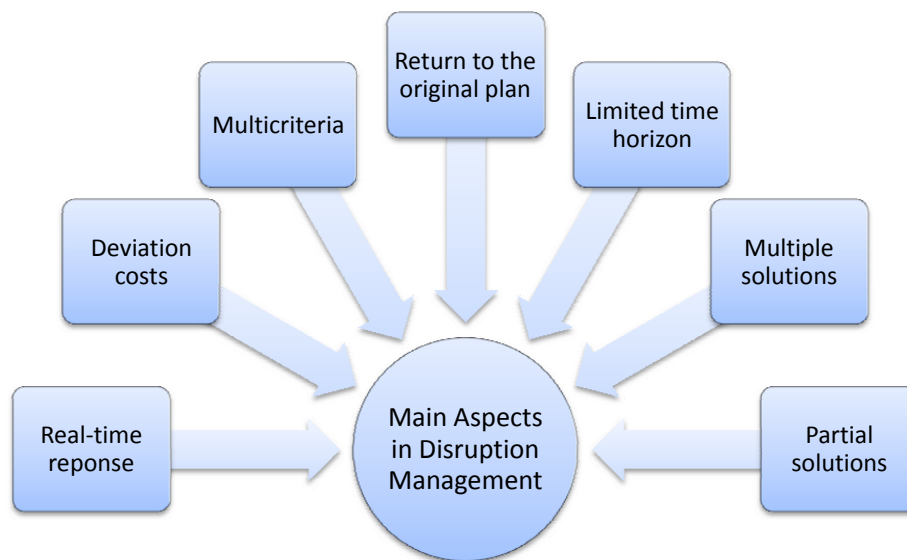 Return to the
original plan
Multicriteria
Limited time
horizon
Deviation
costs
Multiple
solutions
Real-time
reponse
Main Aspects
in Disruption
Management
Partial
solutions